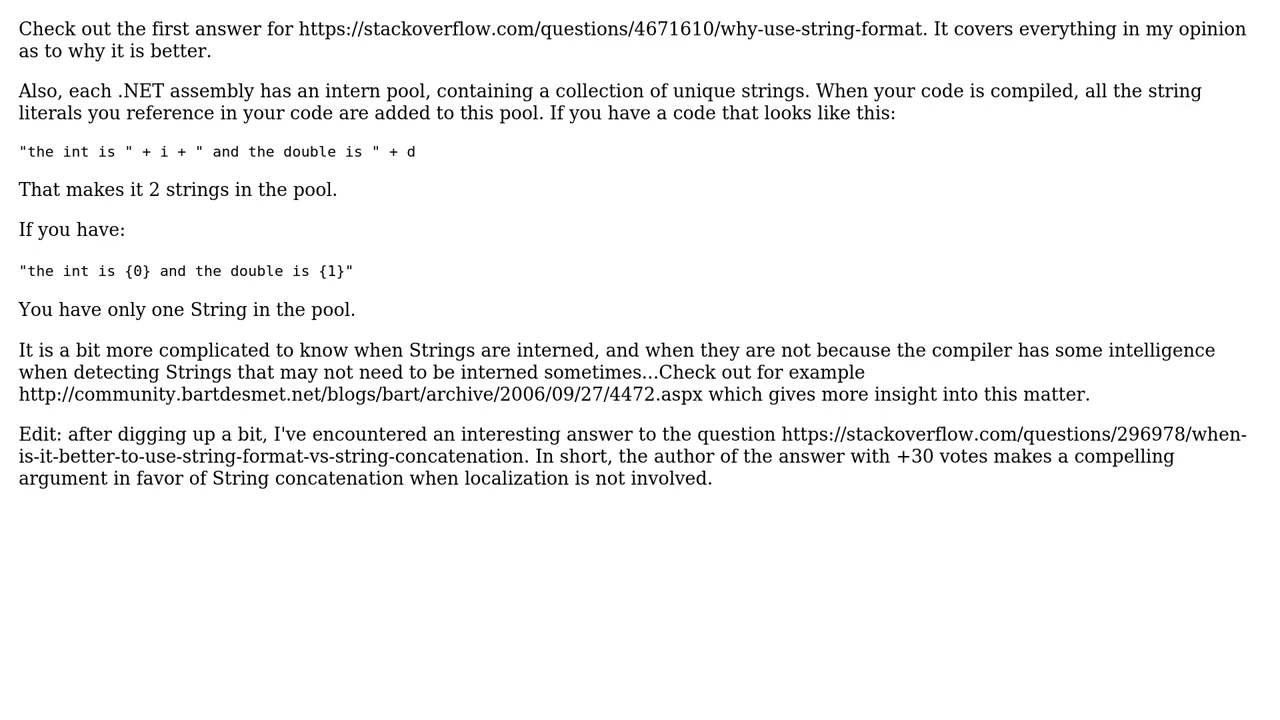 Check out the first answer for https://stackoverflow.com/questions/4671610/why-use-string-format. It covers everything in my opinion
as to why it is better.
Also, each .NET assembly has an intern pool, containing a collection of unique strings. When your code is compiled, all the string
literals you reference in your code are added to this pool. If you have a code that looks like this:
"the int is " + i + " and the double is " + d
That makes it 2 strings in the pool.
If you have:
"the int is {0} and the double is {1}"
You have only one String in the pool.
It is a bit more complicated to know when Strings are interned, and when they are not because the compiler has some intelligence
when detecting Strings that may not need to be interned sometimes...Check out for example
http://community.bartdesmet.net/blogs/bart/archive/2006/09/27/4472.aspx which gives more insight into this matter.
Edit: after digging up a bit, I've encountered an interesting answer to the question https://stackoverflow.com/questions/296978/when-
is-it-better-to-use-string-format-vs-string-concatenation. In short, the author of the answer with +30 votes makes a compelling
argument in favor of String concatenation when localization is not involved.